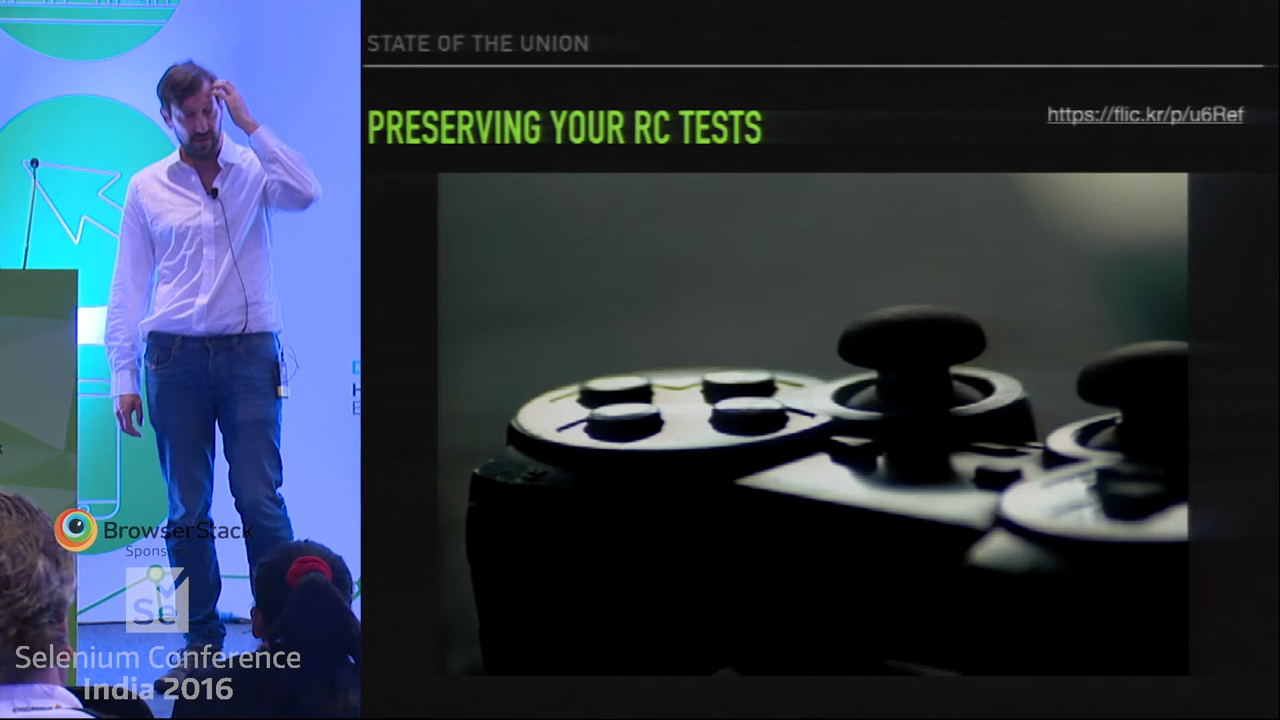 STATE OF THE UNION
PRESERVING YOUR RC TESTS
https://flic.kr/p/u6Ref
BrowserStack
Sponsor
Se
Selenium Conference
India 2016